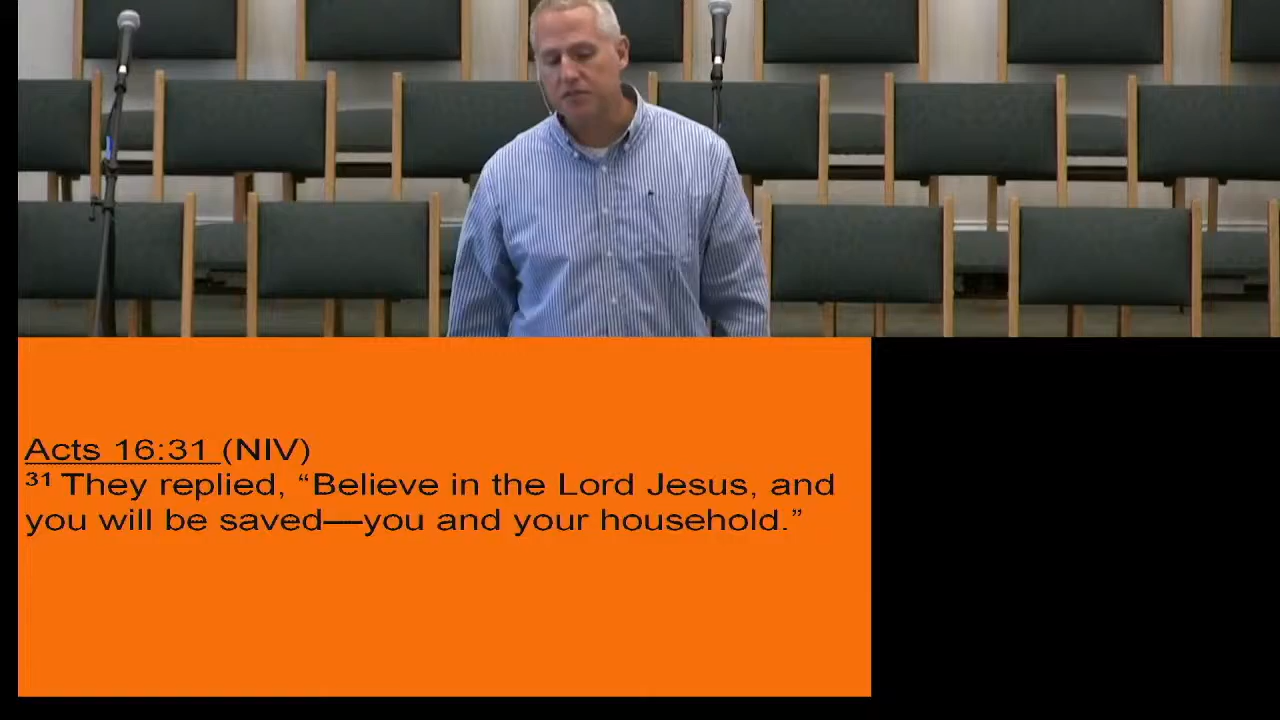 Acts 16:31 (NIV)
³¹ They replied, “Believe in the Lord Jesus, and
you will be saved—you and your household.”